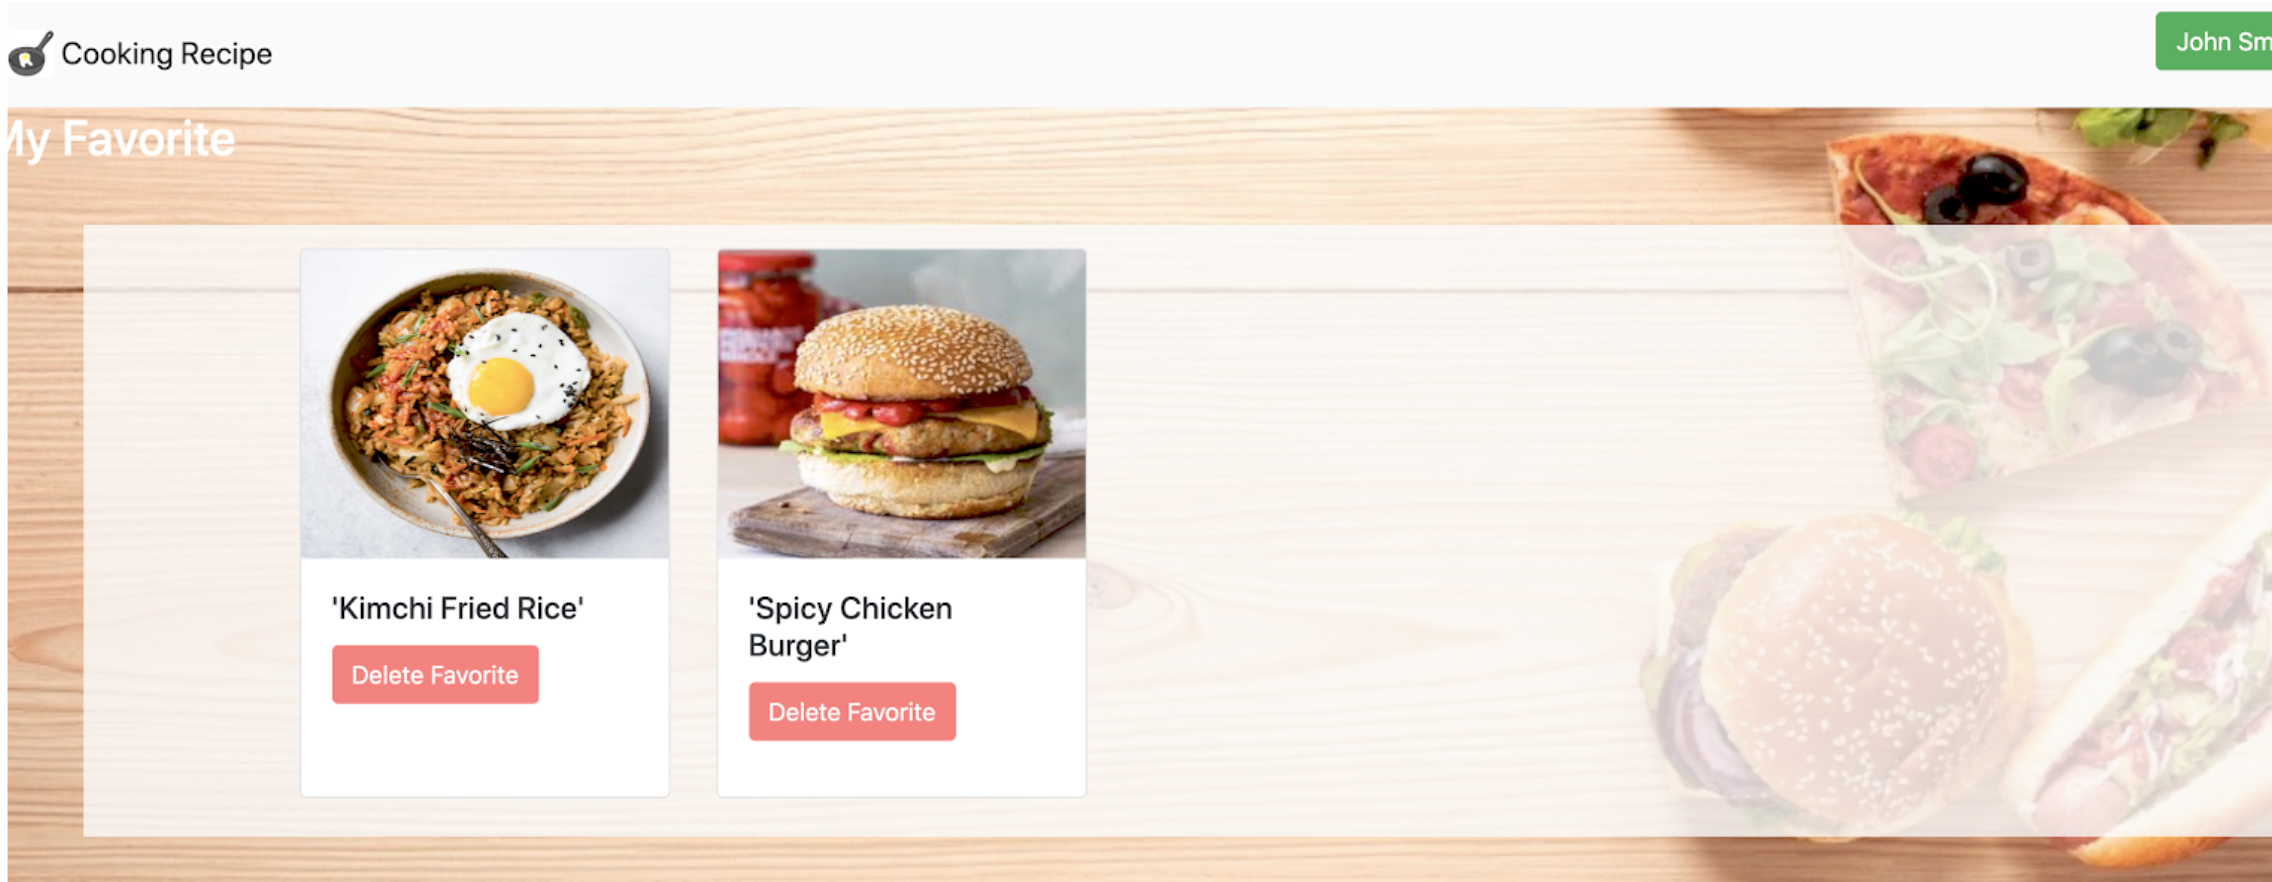 Cooking Recipe
John Sm
My Favorite
'Kimchi Fried Rice'
Delete Favorite
'Spicy Chicken
Burger'
Delete Favorite